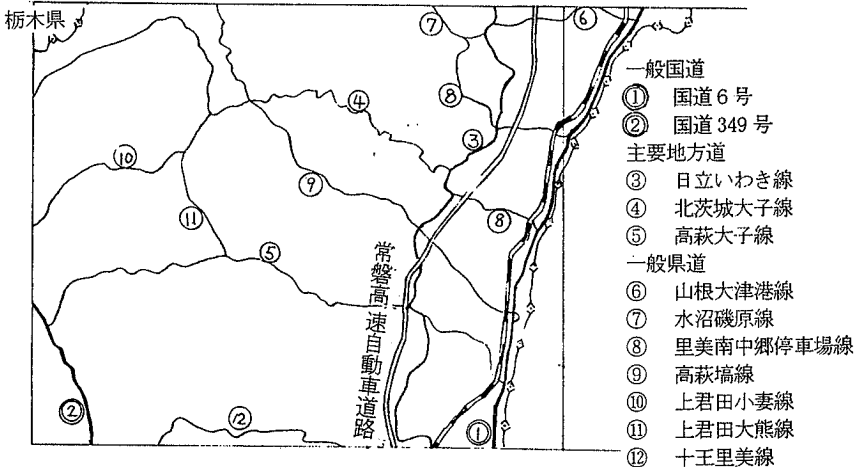 栃木県
⑦
⑥
④
⑧
③
⑩
⑨
⑧
⑪
⑤
常磐高速自動車道路
②
⑫
①
一般国道
① 国道6号
② 国道349号
主要地方道
③ 日立いわき線
④ 北茨城大子線
⑤ 高萩大子線
一般県道
⑥ 山根大津港線
⑦ 水沼磯原線
⑧ 里美南中郷停車場線
⑨ 高萩塙線
⑩ 上君田小妻線
⑪ 上君田大熊線
⑫ 十王里美線